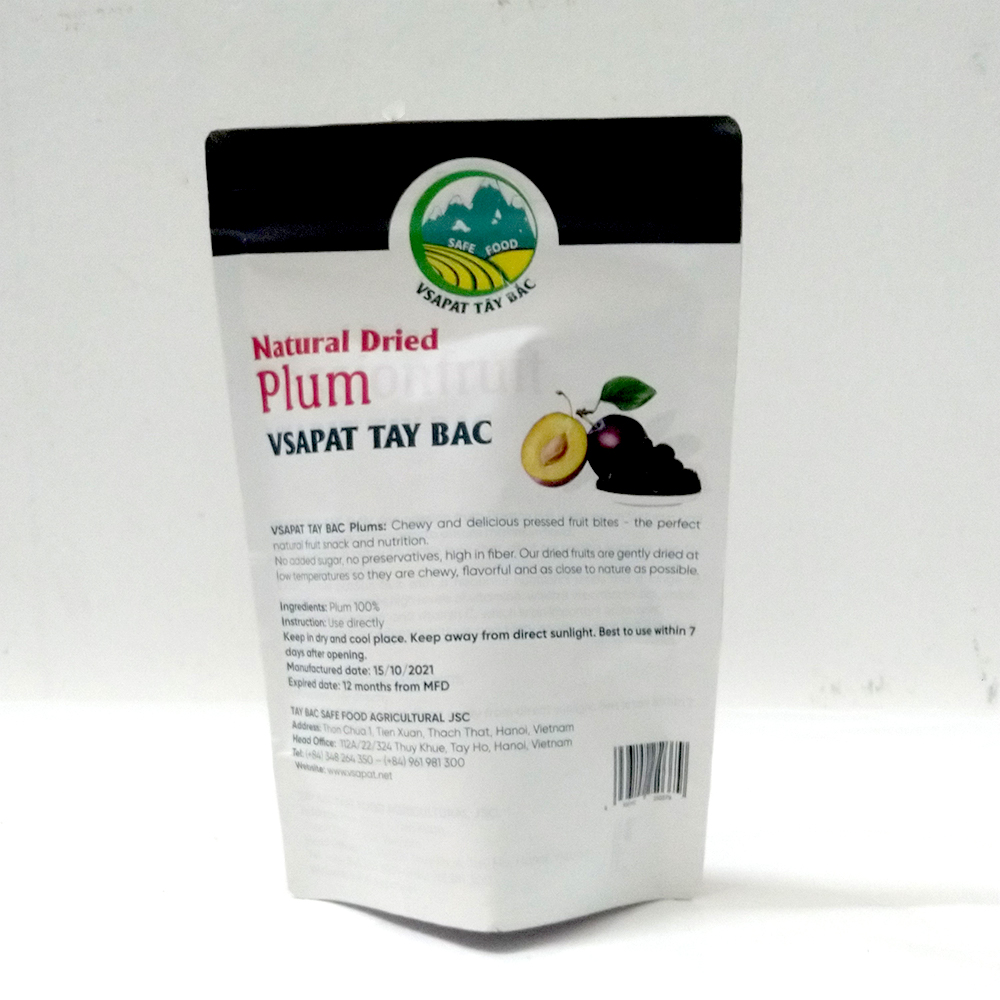 SAFE FOOD
VSAPAT TÂY BẮC
Natural Dried
Plum
VSAPAT TAY BAC
VSAPAT TAY BAC Plums: Chewy and delicious pressed fruit bites - the perfect
natural fruit snack and nutrition.
No added sugar, no preservatives, high in fiber. Our dried fruits are gently dried at
low temperatures so they are chewy, flavorful and as close to nature as possible.
Ingredients: Plum 100%
Instruction: Use directly
Keep in dry and cool place. Keep away from direct sunlight. Best to use within 7
days after opening.
Manufactured date: 15/10/2021
Expired date: 12 months from MFD
TAY BAC SAFE FOOD AGRICULTURAL JSC
Address: Thon Chua 1, Tien Xuan, Thach That, Hanoi, Vietnam
Head Office: 112A/22/324 Thuy Khue, Tay Ho, Hanoi, Vietnam
Tel: (+84) 348 264 350 - (+84) 961 981 300
Website: www.vsapat.net